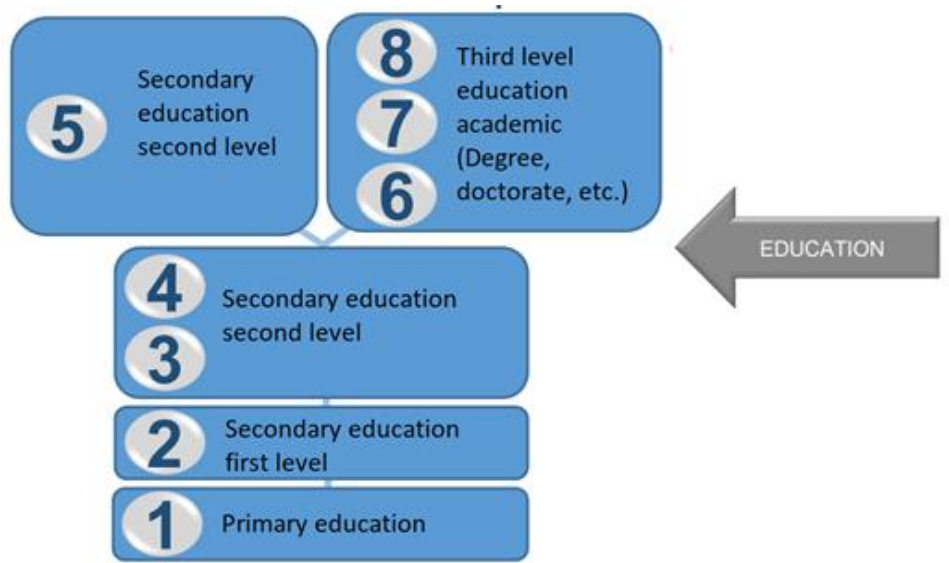 5
Secondary
education
second level
8
7
6
Third level
education
academic
(Degree,
doctorate, etc.)
EDUCATION
4
3
Secondary education
second level
2
Secondary education
first level
1
Primary education